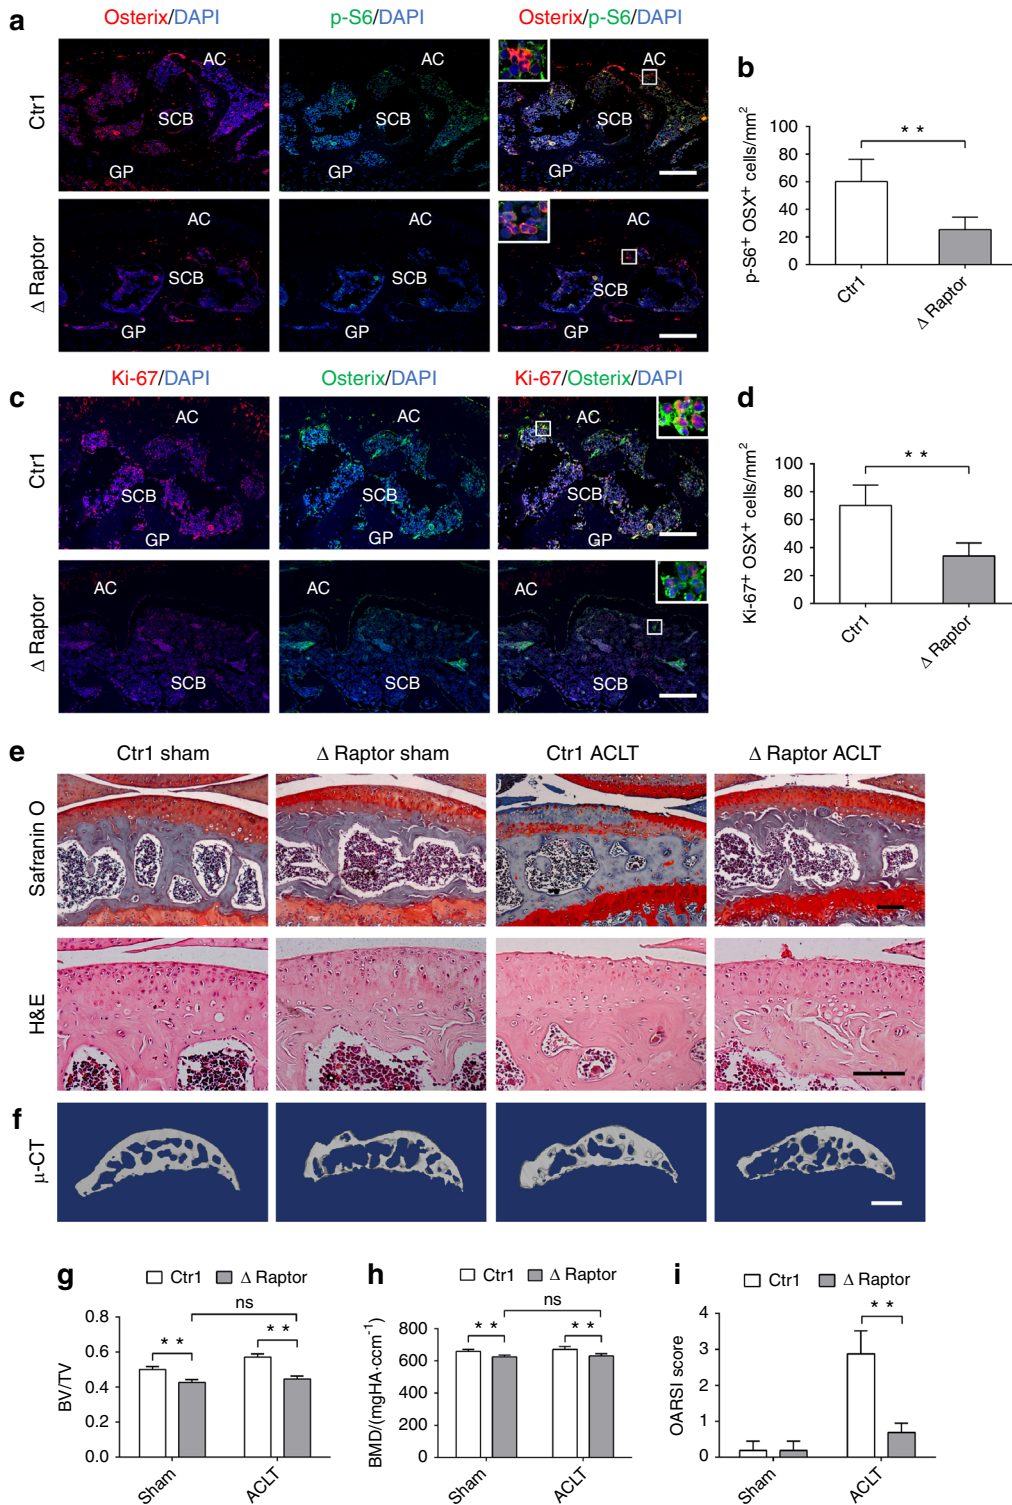 a
Osterix/DAPI
p-S6/DAPI
Osterix/p-S6/DAPI
Ctr1
AC
SCB
GP
AC
SCB
GP
AC
SCB
GP
Δ Raptor
AC
SCB
GP
AC
SCB
GP
AC
SCB
GP
b
p-S6⁺ OSX⁺ cells/mm²
100
80
60
40
20
0
* *
Ctr1
Δ Raptor
c
Ki-67/DAPI
Osterix/DAPI
Ki-67/Osterix/DAPI
Ctr1
AC
SCB
GP
AC
SCB
GP
AC
SCB
GP
Δ Raptor
AC
SCB
AC
SCB
AC
SCB
d
Ki-67⁺ OSX⁺ cells/mm²
100
80
60
40
20
0
* *
Ctr1
Δ Raptor
e
Ctr1 sham
Δ Raptor sham
Ctr1 ACLT
Δ Raptor ACLT
Safranin O
H&E
f
μ-CT
g
Ctr1
Δ Raptor
BV/TV
0.8
0.6
0.4
0.2
0.0
ns
* *
* *
Sham
ACLT
h
Ctr1
Δ Raptor
BMD/(mgHA·ccm⁻¹)
800
600
400
200
0
ns
* *
* *
Sham
ACLT
i
Ctr1
Δ Raptor
OARSI score
4
3
2
1
0
* *
Sham
ACLT